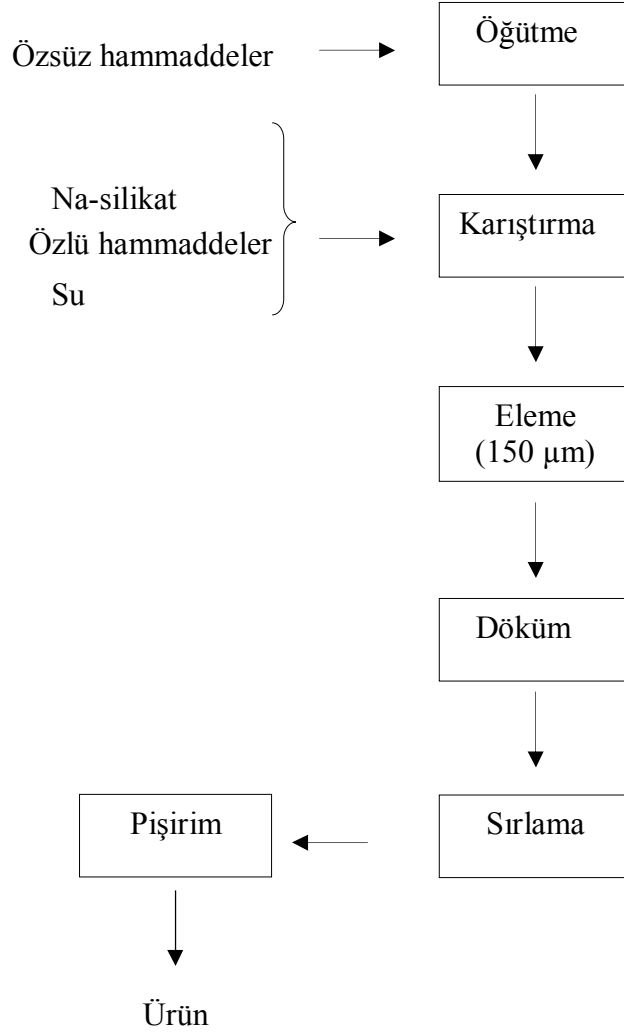 Özsüz hammaddeler
Öğütme
Na-silikat
Özlü hammaddeler
Su
Karıştırma
Eleme
(150 µm)
Döküm
Sırlama
Pişirim
Ürün